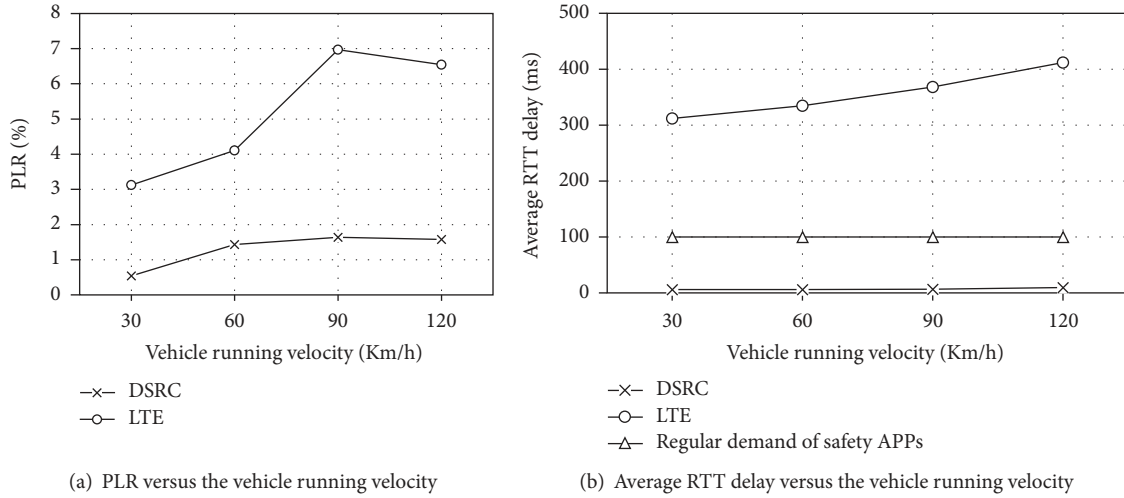 8
7
6
5
4
3
2
1
0
PLR (%)
30 60 90 120
Vehicle running velocity (Km/h)
DSRC
LTE
(a) PLR versus the vehicle running velocity
500
400
300
200
100
0
Average RTT delay (ms)
30 60 90 120
Vehicle running velocity (Km/h)
DSRC
LTE
Regular demand of safety APPs
(b) Average RTT delay versus the vehicle running velocity